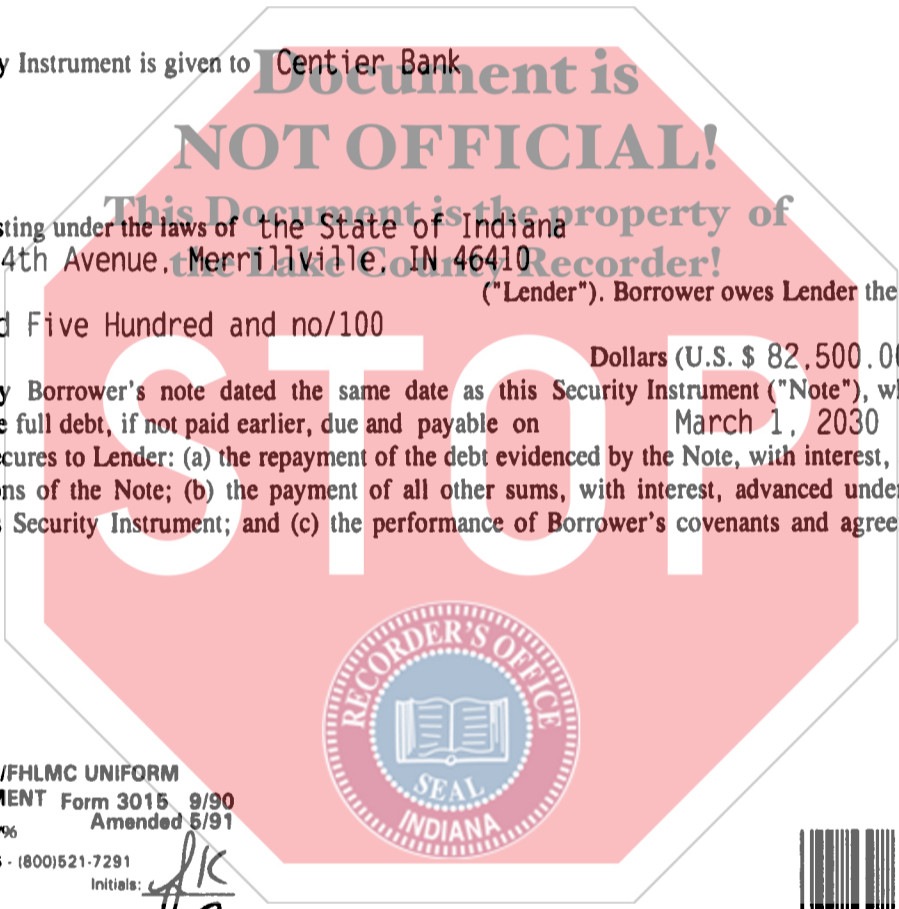 y Instrument is given to Centier Bank
Document is
NOT OFFICIAL!
This Document is the property of
the Lake County Recorder!
sting under the laws of the State of Indiana
4th Avenue, Merrillville, IN 46410
("Lender"). Borrower owes Lender the
d Five Hundred and no/100
Dollars (U.S. $ 82,500.00
y Borrower's note dated the same date as this Security Instrument ("Note"), wh
e full debt, if not paid earlier, due and payable on March 1, 2030
cures to Lender: (a) the repayment of the debt evidenced by the Note, with interest,
ns of the Note; (b) the payment of all other sums, with interest, advanced unde
s Security Instrument; and (c) the performance of Borrower's covenants and agree
STOP
RECORDER'S OFFICE
SEAL
INDIANA
/FHLMC UNIFORM
MENT Form 3015 9/90
Amended 5/91
- (800)521-7291
Initials: